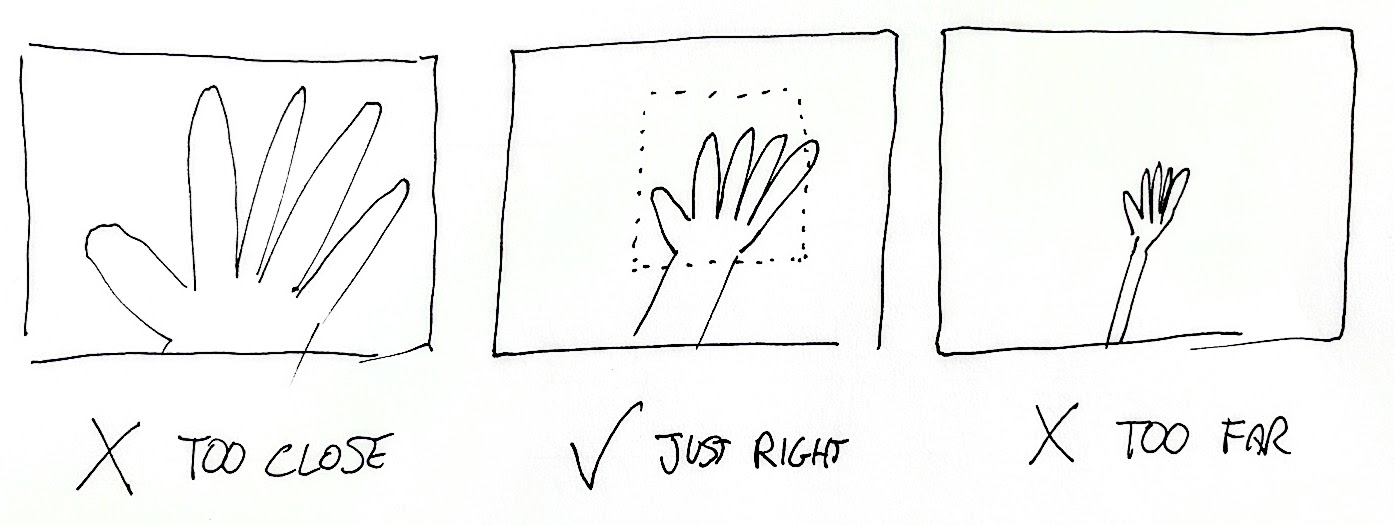 X TOO CLOSE
✓ JUST RIGHT
X TOO FAR